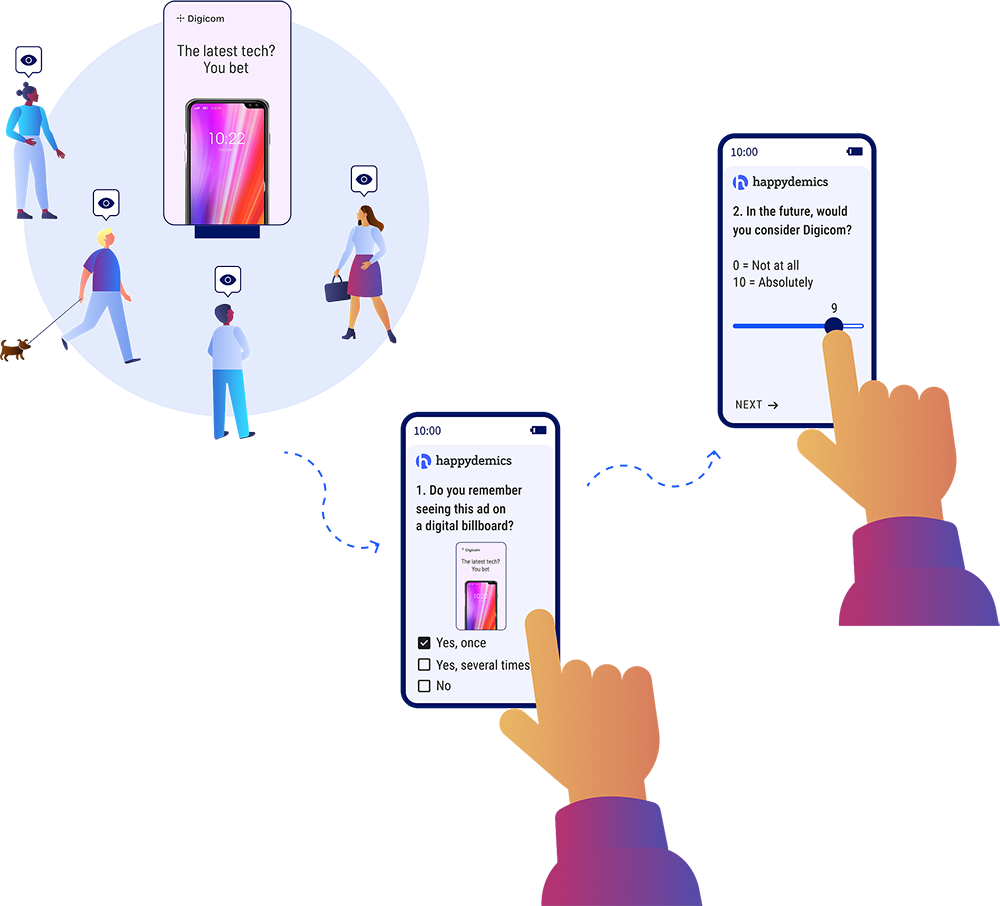 Digicom
The latest tech?
You bet
10:22
10:00
happydemics
1. Do you remember
seeing this ad on
a digital billboard?
Digicom
The latest tech?
You bet
10:22
Yes, once
Yes, several times
No
10:00
happydemics
2. In the future, would
you consider Digicom?
0 = Not at all
10 = Absolutely
9
NEXT →